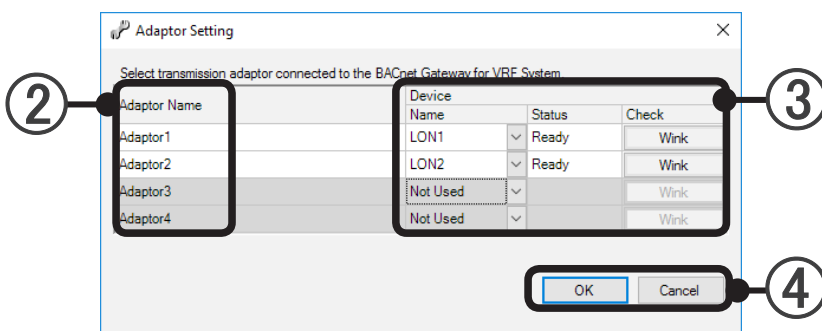 Adaptor Setting
Select transmission adaptor connected to the BACnet Gateway for VRF System.
② ③
Adaptor Name Device
Name Status Check
Adaptor1 LON1 Ready Wink
Adaptor2 LON2 Ready Wink
Adaptor3 Not Used Wink
Adaptor4 Not Used Wink
OK Cancel ④